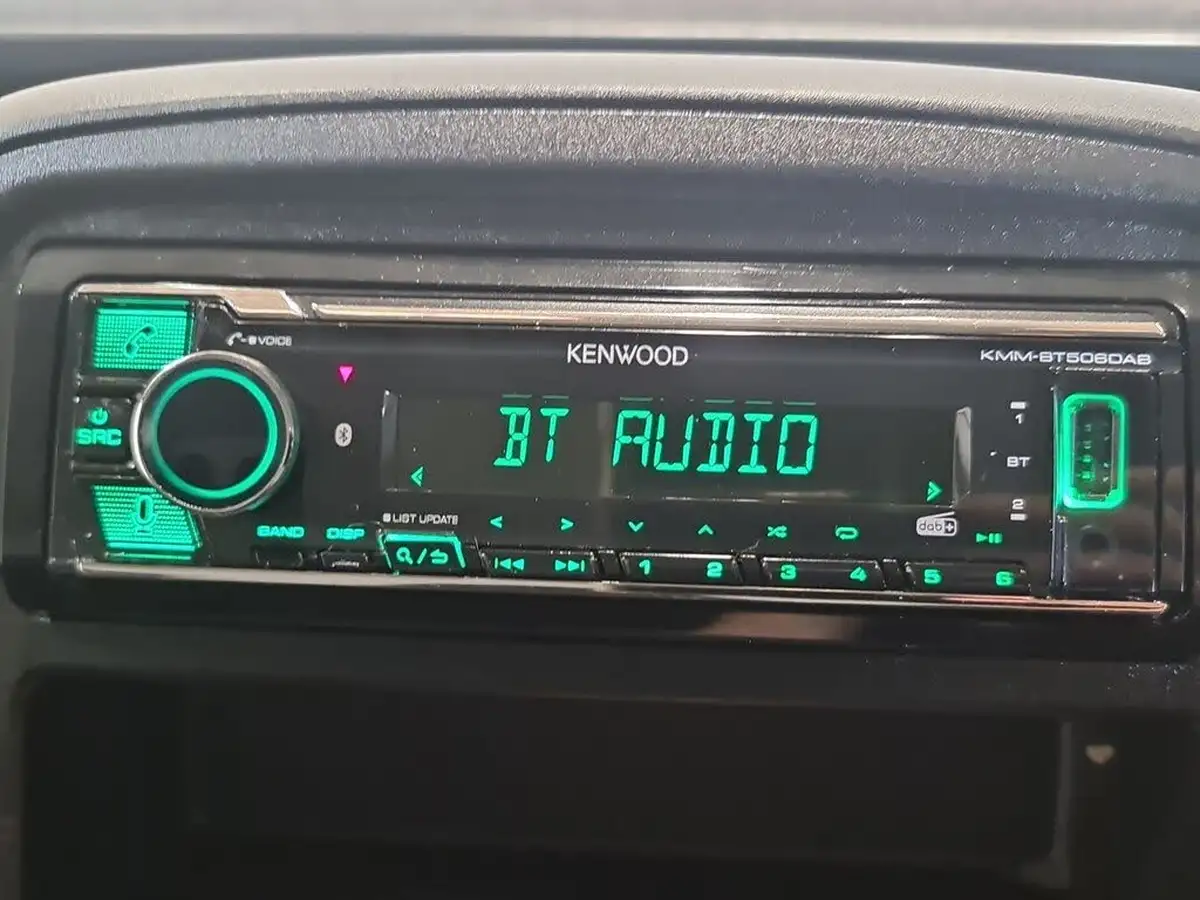 VOICE
KENWOOD
KMM-BT506DAB
SRC
BT AUDIO
1
BT
2
BAND
DISP
LIST UPDATE
dab+
1
2
3
4
5
6